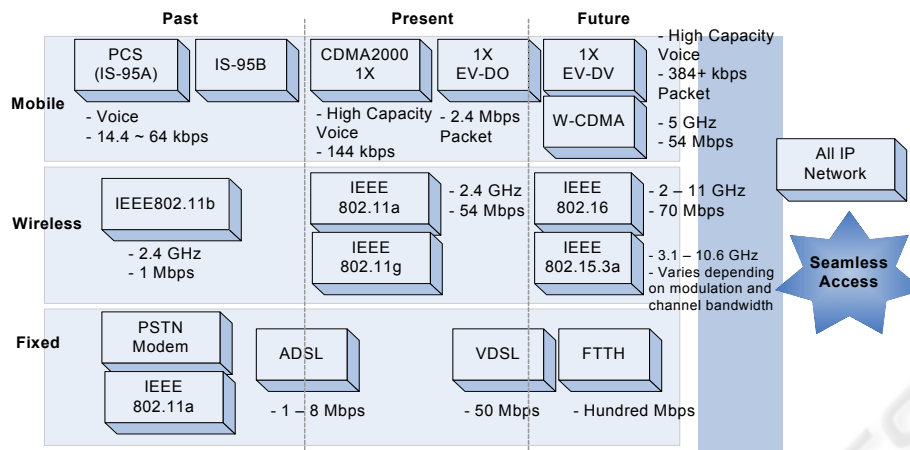 Past
Present
Future
Mobile
PCS
(IS-95A)
IS-95B
- Voice
- 14.4 ~ 64 kbps
CDMA2000
1X
- High Capacity
Voice
- 144 kbps
1X
EV-DO
- 2.4 Mbps
Packet
1X
EV-DV
- High Capacity
Voice
- 384+ kbps
Packet
W-CDMA
- 5 GHz
- 54 Mbps
All IP
Network
Wireless
IEEE802.11b
- 2.4 GHz
- 1 Mbps
IEEE
802.11a
- 2.4 GHz
- 54 Mbps
IEEE
802.11g
IEEE
802.16
- 2 – 11 GHz
- 70 Mbps
IEEE
802.15.3a
- 3.1 – 10.6 GHz
- Varies depending
on modulation and
channel bandwidth
Seamless
Access
Fixed
PSTN
Modem
IEEE
802.11a
ADSL
- 1 – 8 Mbps
VDSL
- 50 Mbps
FTTH
- Hundred Mbps